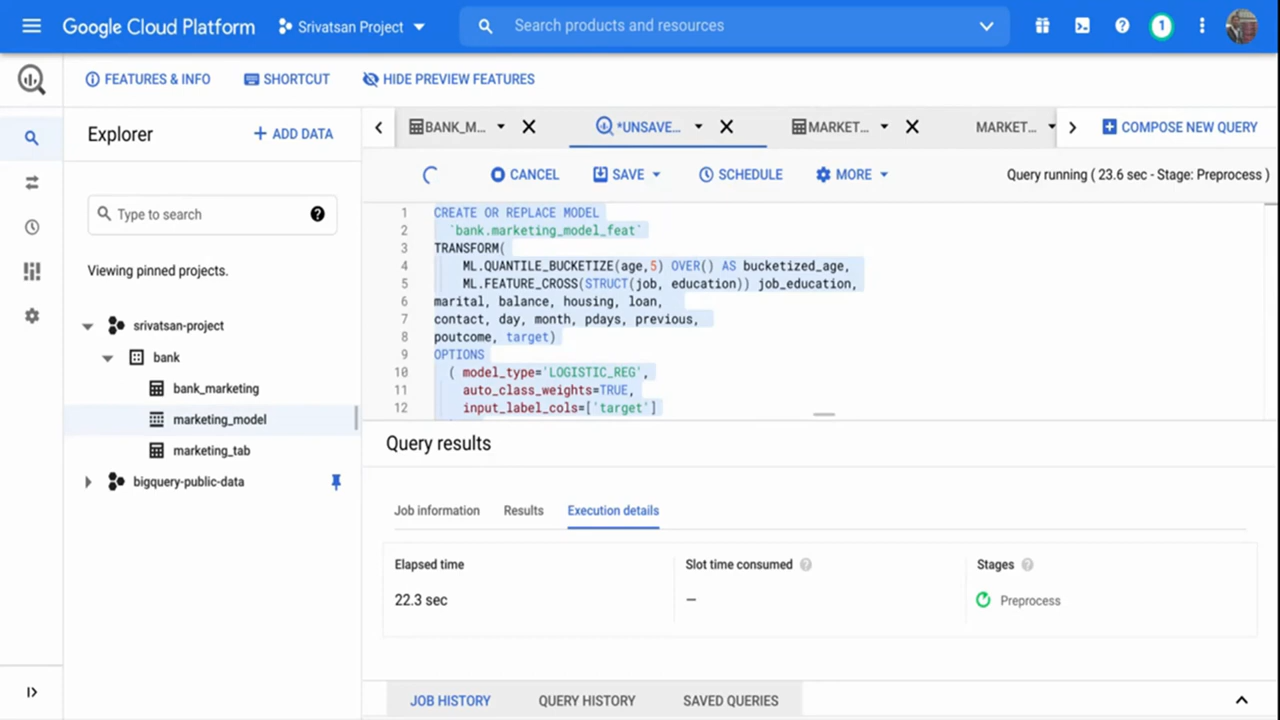 Google Cloud Platform
Srivatsan Project
Search products and resources
1
FEATURES & INFO
SHORTCUT
HIDE PREVIEW FEATURES
Explorer
+ ADD DATA
BANK_M...
*UNSAVE...
MARKET...
MARKET...
COMPOSE NEW QUERY
CANCEL
SAVE
SCHEDULE
MORE
Query running ( 23.6 sec - Stage: Preprocess )
Type to search
Viewing pinned projects.
srivatsan-project
bank
bank_marketing
marketing_model
marketing_tab
bigquery-public-data
1 CREATE OR REPLACE MODEL
2 `bank.marketing_model_feat`
3 TRANSFORM(
4 ML.QUANTILE_BUCKETIZE(age,5) OVER() AS bucketized_age,
5 ML.FEATURE_CROSS(STRUCT(job, education)) job_education,
6 marital, balance, housing, loan,
7 contact, day, month, pdays, previous,
8 poutcome, target)
9 OPTIONS
10 ( model_type='LOGISTIC_REG',
11 auto_class_weights=TRUE,
12 input_label_cols=['target']
Query results
Job information
Results
Execution details
Elapsed time
22.3 sec
Slot time consumed
—
Stages
Preprocess
JOB HISTORY
QUERY HISTORY
SAVED QUERIES